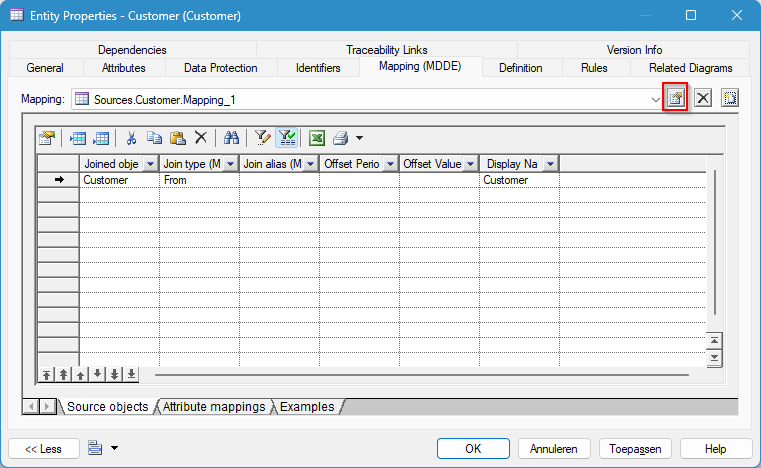 Entity Properties - Customer (Customer)
Dependencies Traceability Links Version Info
General Attributes Data Protection Identifiers Mapping (MDDE) Definition Rules Related Diagrams
Mapping: Sources.Customer.Mapping_1
Joined obje Join type (M Join alias (M Offset Perio Offset Value Display Na
Customer From Customer
Source objects Attribute mappings Examples
<< Less OK Annuleren Toepassen Help